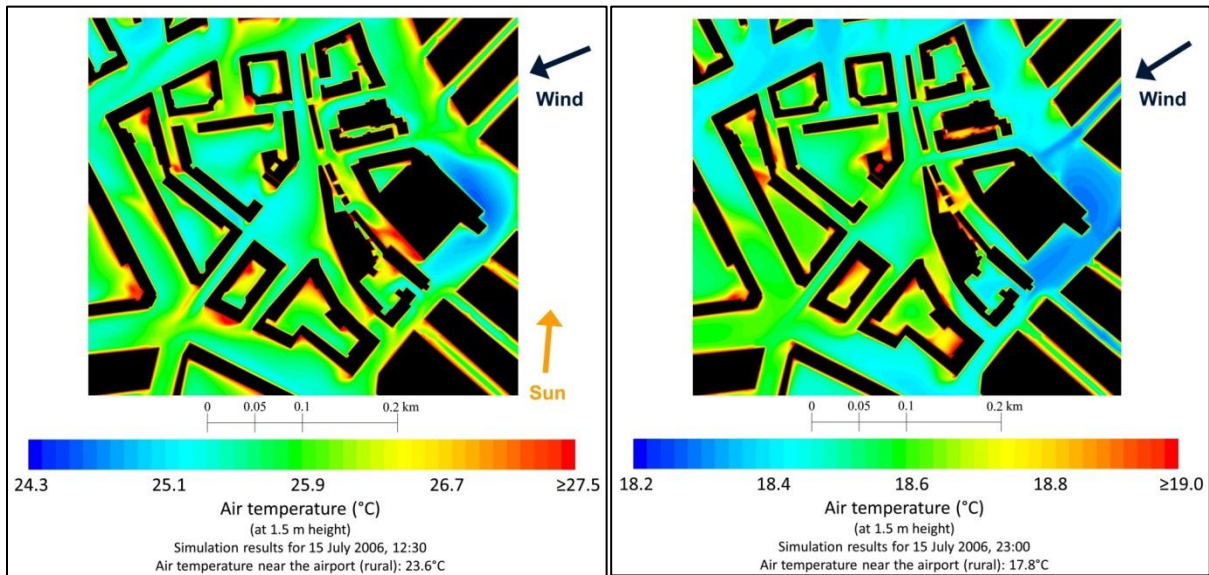 Wind
Sun
0 0.05 0.1 0.2 km
24.3 25.1 25.9 26.7 ≥27.5
Air temperature (°C)
(at 1.5 m height)
Simulation results for 15 July 2006, 12:30
Air temperature near the airport (rural): 23.6°C
Wind
0 0.05 0.1 0.2 km
18.2 18.4 18.6 18.8 ≥19.0
Air temperature (°C)
(at 1.5 m height)
Simulation results for 15 July 2006, 23:00
Air temperature near the airport (rural): 17.8°C